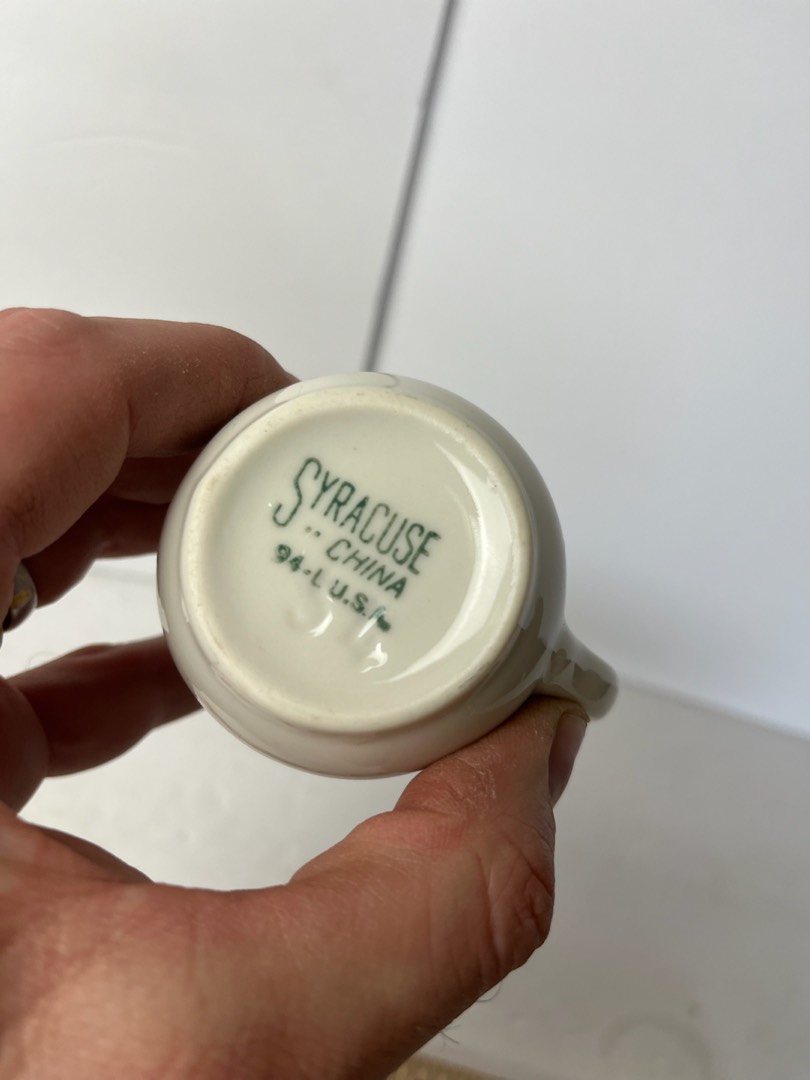 SYRACUSE
·· CHINA
94-L U.S.A.